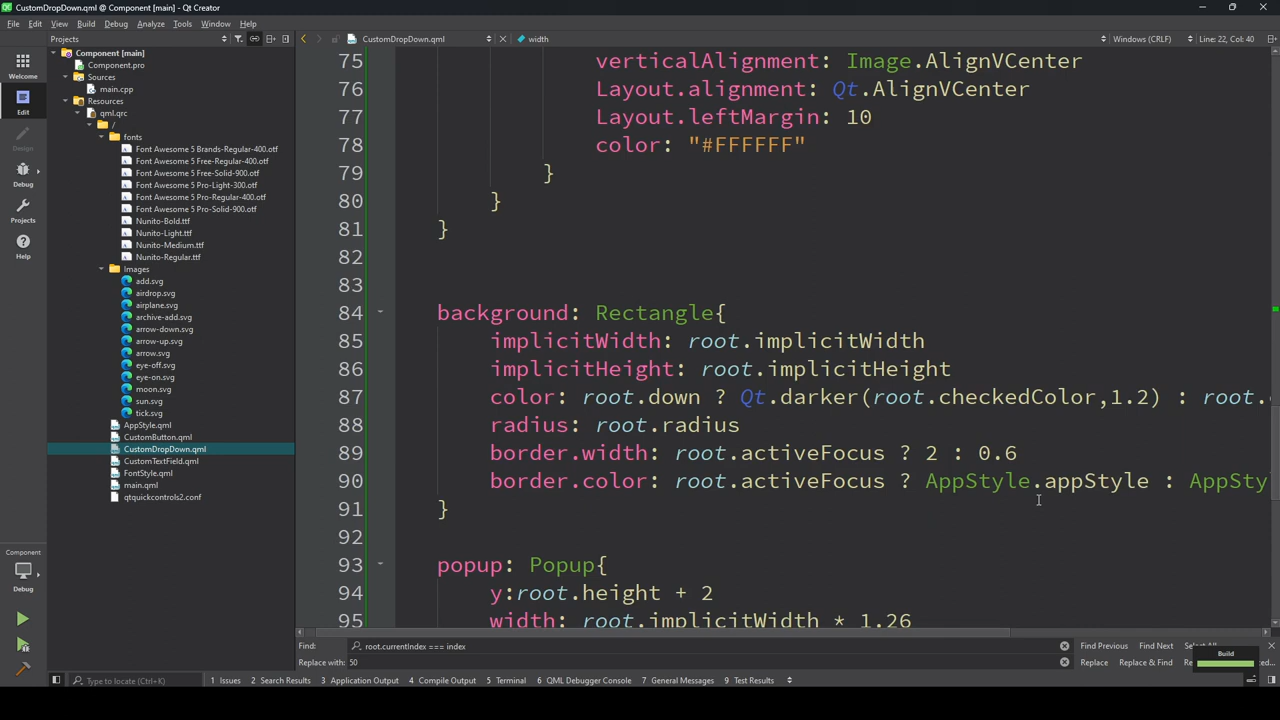 CustomDropDown.qml @ Component [main] - Qt Creator
File Edit View Build Debug Analyze Tools Window Help
Projects
CustomDropDown.qml
width
Windows (CRLF)
Line: 22, Col: 40
Welcome
Edit
Design
Debug
Projects
Help
Component
Debug
Component [main]
Component.pro
Sources
main.cpp
Resources
qml.qrc
/
fonts
Font Awesome 5 Brands-Regular-400.otf
Font Awesome 5 Free-Regular-400.otf
Font Awesome 5 Free-Solid-900.otf
Font Awesome 5 Pro-Light-300.otf
Font Awesome 5 Pro-Regular-400.otf
Font Awesome 5 Pro-Solid-900.otf
Nunito-Bold.ttf
Nunito-Light.ttf
Nunito-Medium.ttf
Nunito-Regular.ttf
Images
add.svg
airdrop.svg
airplane.svg
archive-add.svg
arrow-down.svg
arrow-up.svg
arrow.svg
eye-off.svg
eye-on.svg
moon.svg
sun.svg
tick.svg
AppStyle.qml
CustomButton.qml
CustomDropDown.qml
CustomTextField.qml
FontStyle.qml
main.qml
qtquickcontrols2.conf
75 verticalAlignment: Image.AlignVCenter
76 Layout.alignment: Qt.AlignVCenter
77 Layout.leftMargin: 10
78 color: "#FFFFFF"
79 }
80 }
81 }
82
83
84 background: Rectangle{
85 implicitWidth: root.implicitWidth
86 implicitHeight: root.implicitHeight
87 color: root.down ? Qt.darker(root.checkedColor,1.2) : root.
88 radius: root.radius
89 border.width: root.activeFocus ? 2 : 0.6
90 border.color: root.activeFocus ? AppStyle.appStyle : AppSty
91 }
92
93 popup: Popup{
94 y:root.height + 2
95 width: root.implicitWidth * 1.26
Find: root.currentIndex === index
Find Previous Find Next
Replace with: 50
Replace Replace & Find
Build
Type to locate (Ctrl+K)
1 Issues 2 Search Results 3 Application Output 4 Compile Output 5 Terminal 6 QML Debugger Console 7 General Messages 9 Test Results